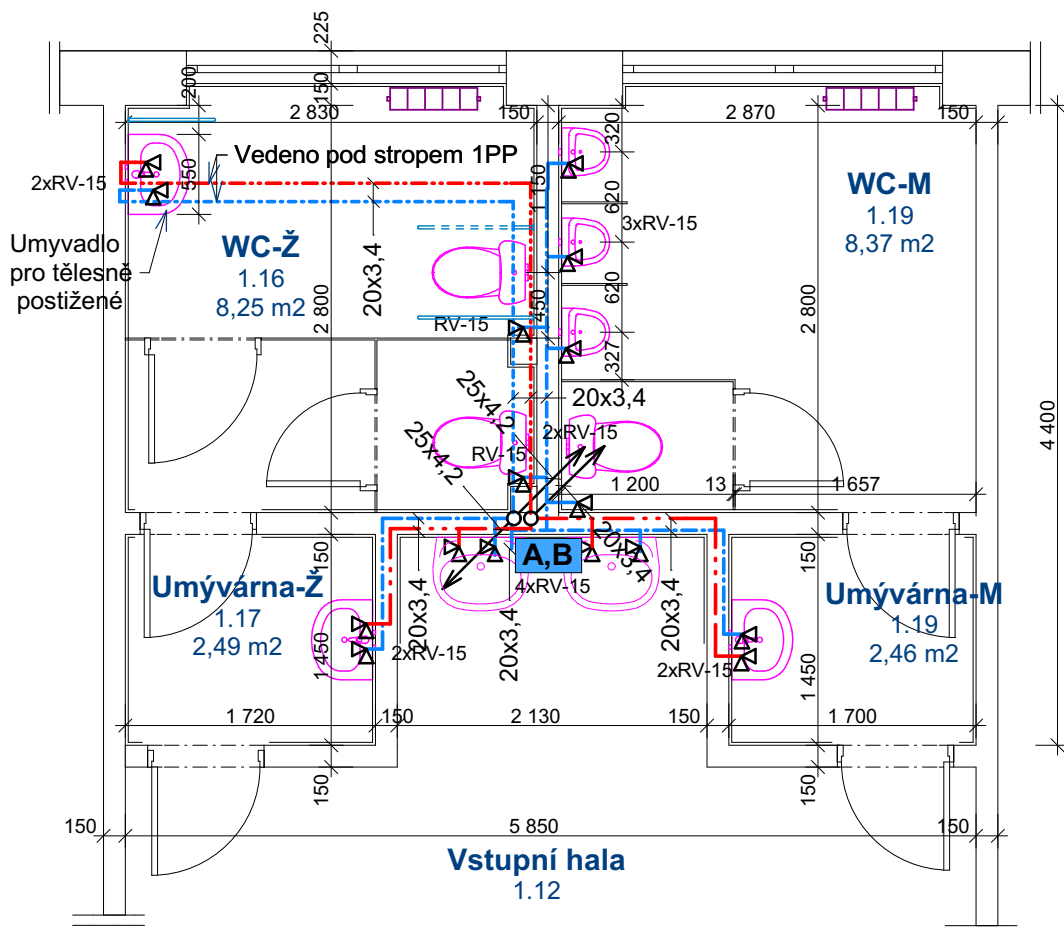 225
200
150
2 830
150
2 870
150
320
Vedeno pod stropem 1PP
2xRV-15
550
1 150
620
WC-M
1.19
8,37 m2
3xRV-15
Umyvadlo
pro tělesně
postižené
WC-Ž
1.16
8,25 m2
20x3,4
620
2 800
2 800
450
RV-15
327
25x4,2
20x3,4
4 400
25x4,2
2xRV-15
RV-15
1 200
13
1 657
150
20x3,4
150
A,B
4xRV-15
Umývárna-Ž
1.17
2,49 m2
20x3,4
20x3,4
20x3,4
Umývárna-M
1.19
2,46 m2
2xRV-15
2xRV-15
1 450
1 450
1 720
150
2 130
150
1 700
150
150
150
5 850
150
Vstupní hala
1.12